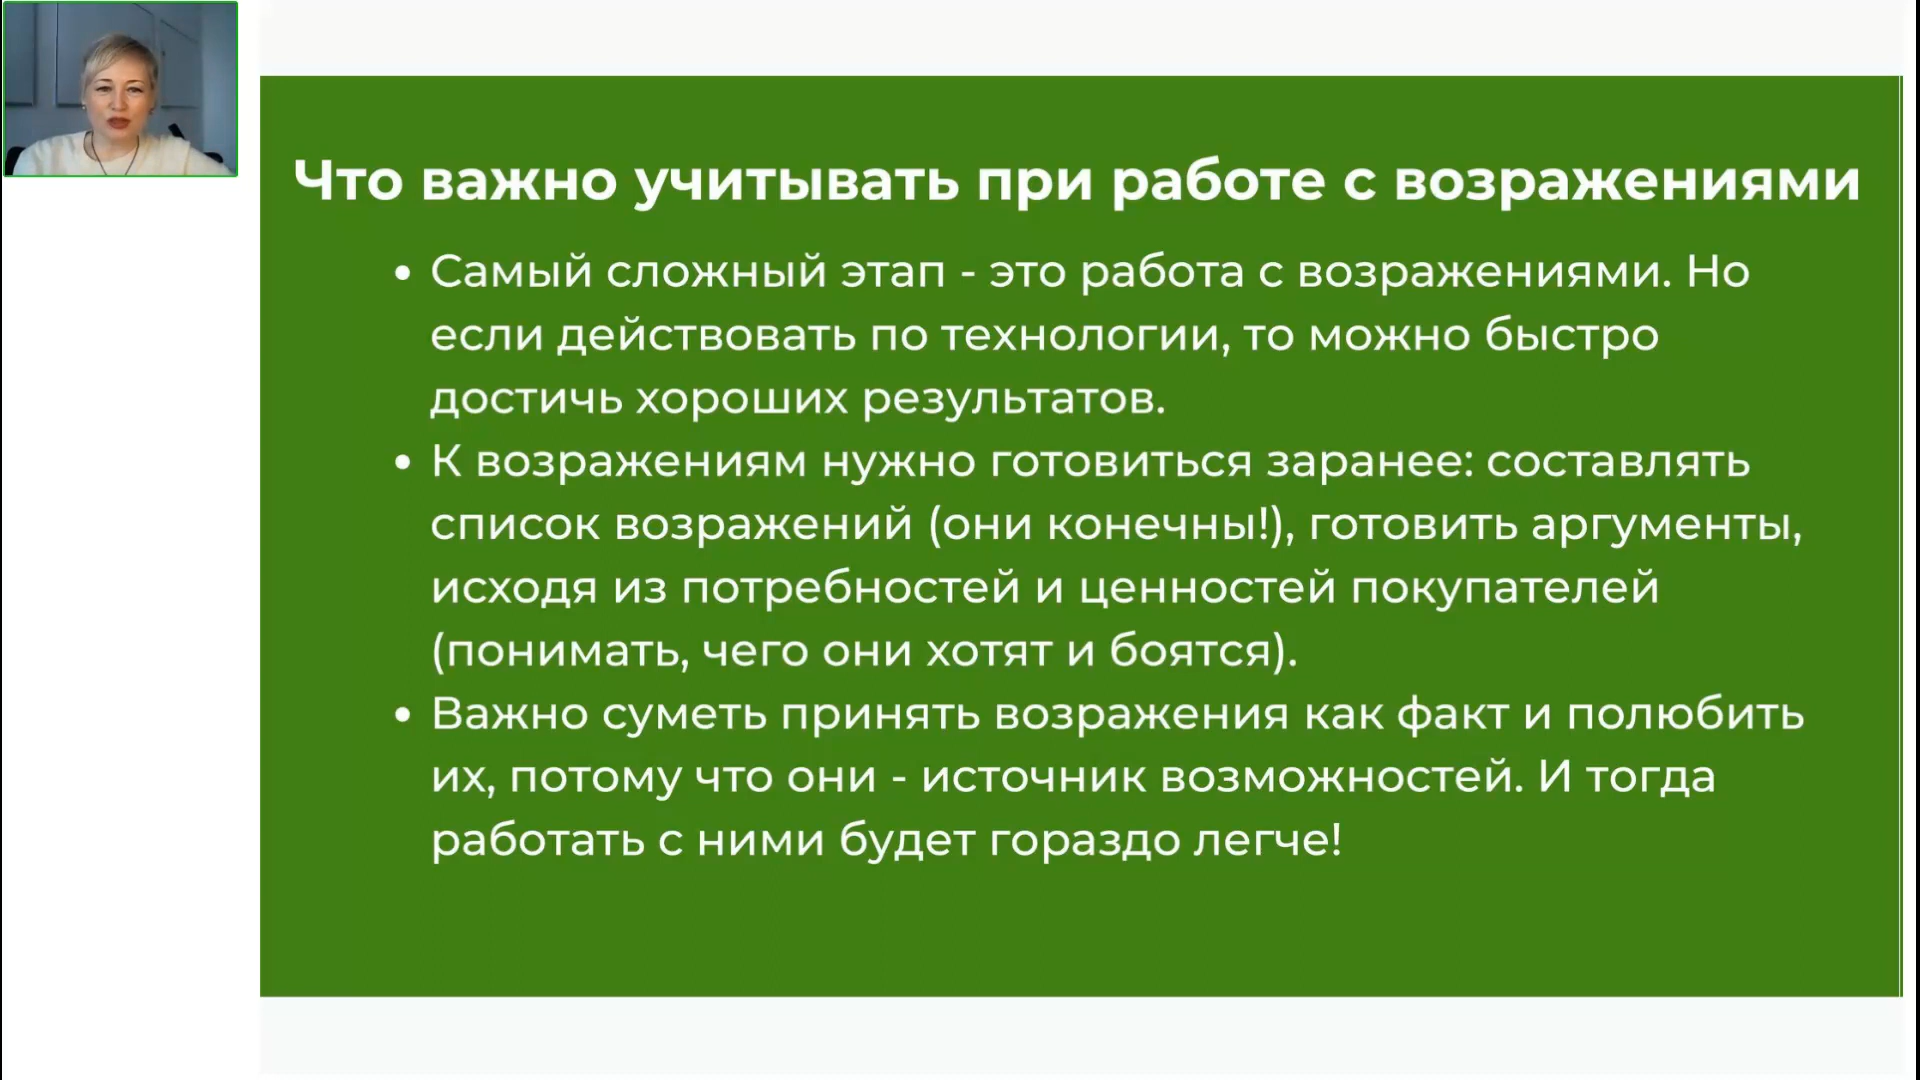 Что важно учитывать при работе с возражениями
• Самый сложный этап - это работа с возражениями. Но
если действовать по технологии, то можно быстро
достичь хороших результатов.
• К возражениям нужно готовиться заранее: составлять
список возражений (они конечны!), готовить аргументы,
исходя из потребностей и ценностей покупателей
(понимать, чего они хотят и боятся).
• Важно суметь принять возражения как факт и полюбить
их, потому что они - источник возможностей. И тогда
работать с ними будет гораздо легче!